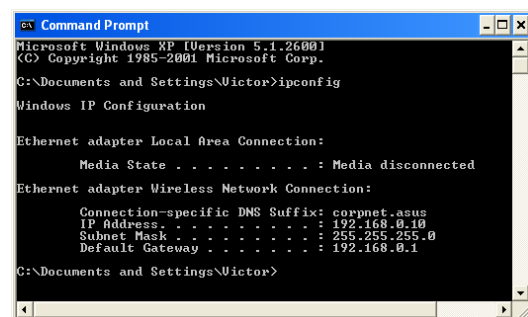 Command Prompt
Microsoft Windows XP [Version 5.1.2600]
(C) Copyright 1985-2001 Microsoft Corp.
C:\Documents and Settings\Victor>ipconfig
Windows IP Configuration
Ethernet adapter Local Area Connection:
Media State . . . . . . . . . : Media disconnected
Ethernet adapter Wireless Network Connection:
Connection-specific DNS Suffix: corpnet.asus
IP Address. . . . . . . . . . : 192.168.0.10
Subnet Mask . . . . . . . . . : 255.255.255.0
Default Gateway . . . . . . . : 192.168.0.1
C:\Documents and Settings\Victor>